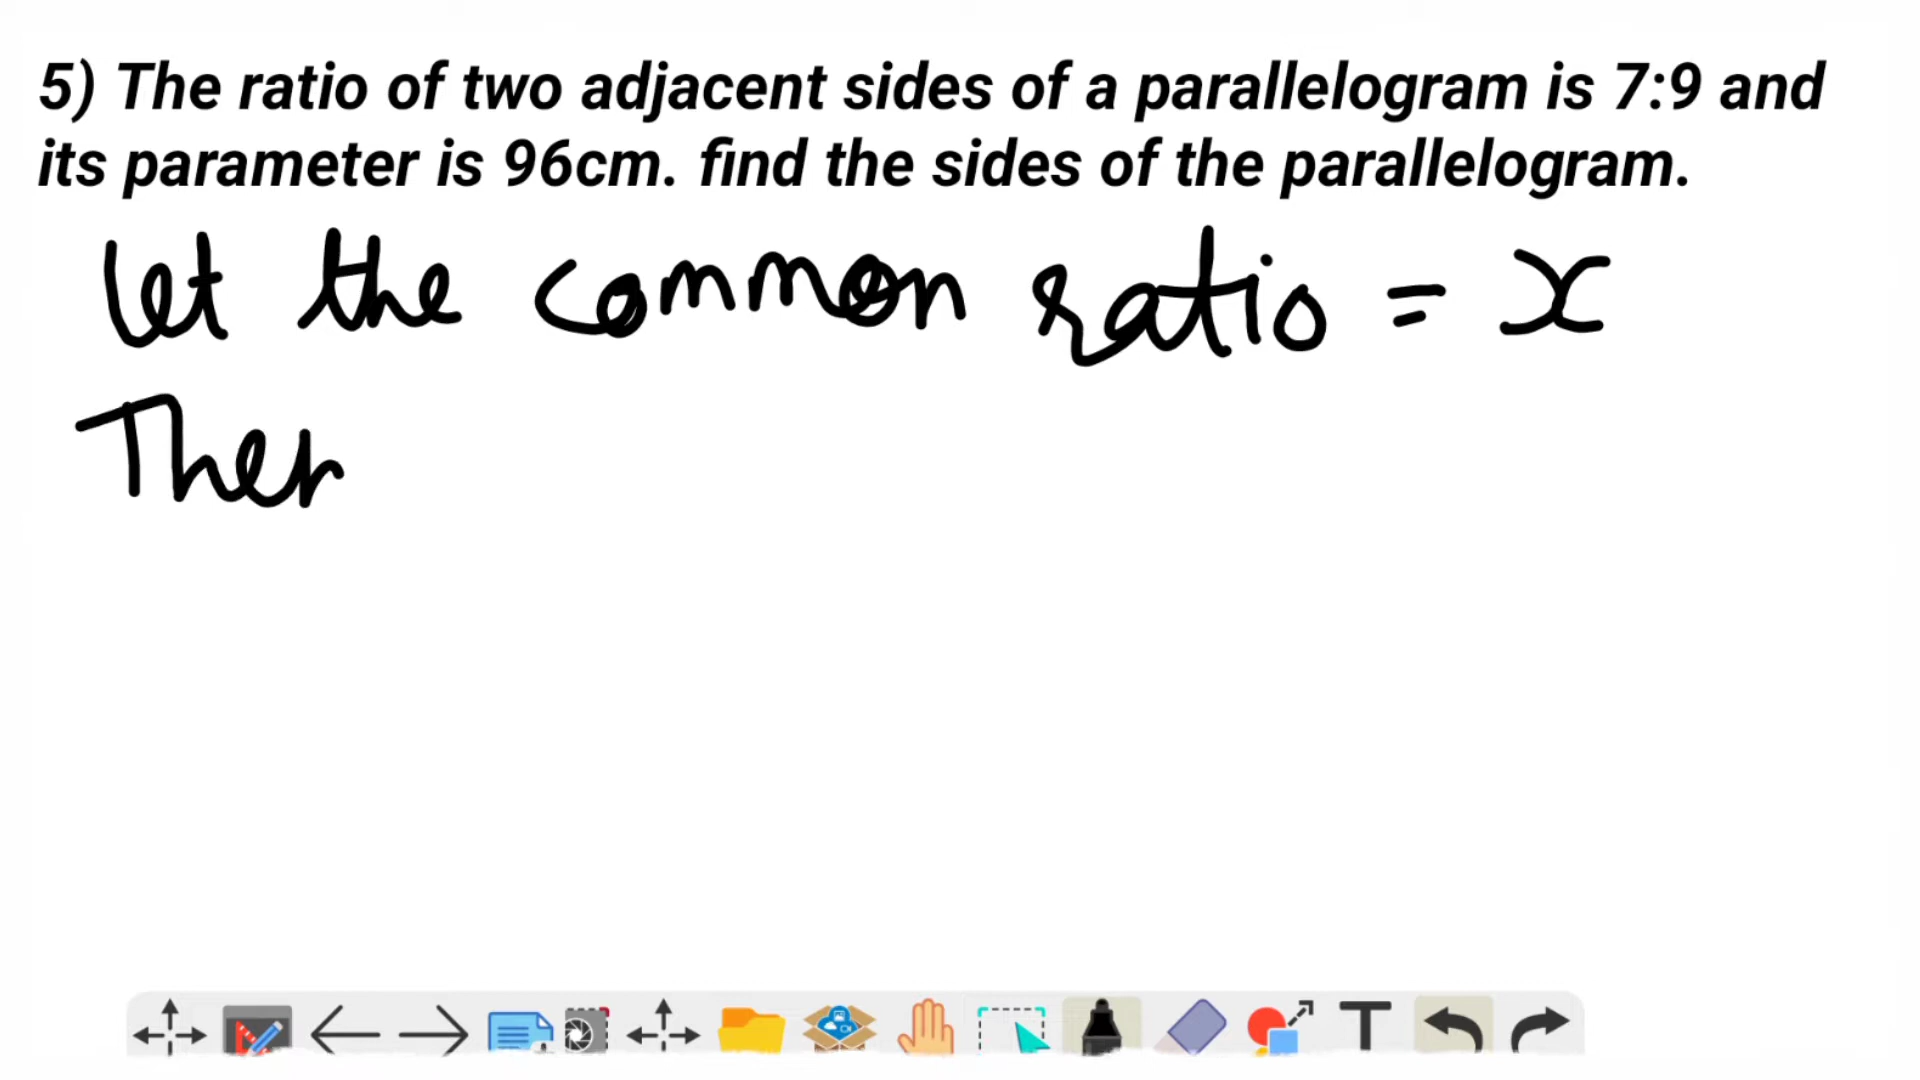 5) The ratio of two adjacent sides of a parallelogram is 7:9 and
its parameter is 96cm. find the sides of the parallelogram.
Let the common ratio = x
Then
T